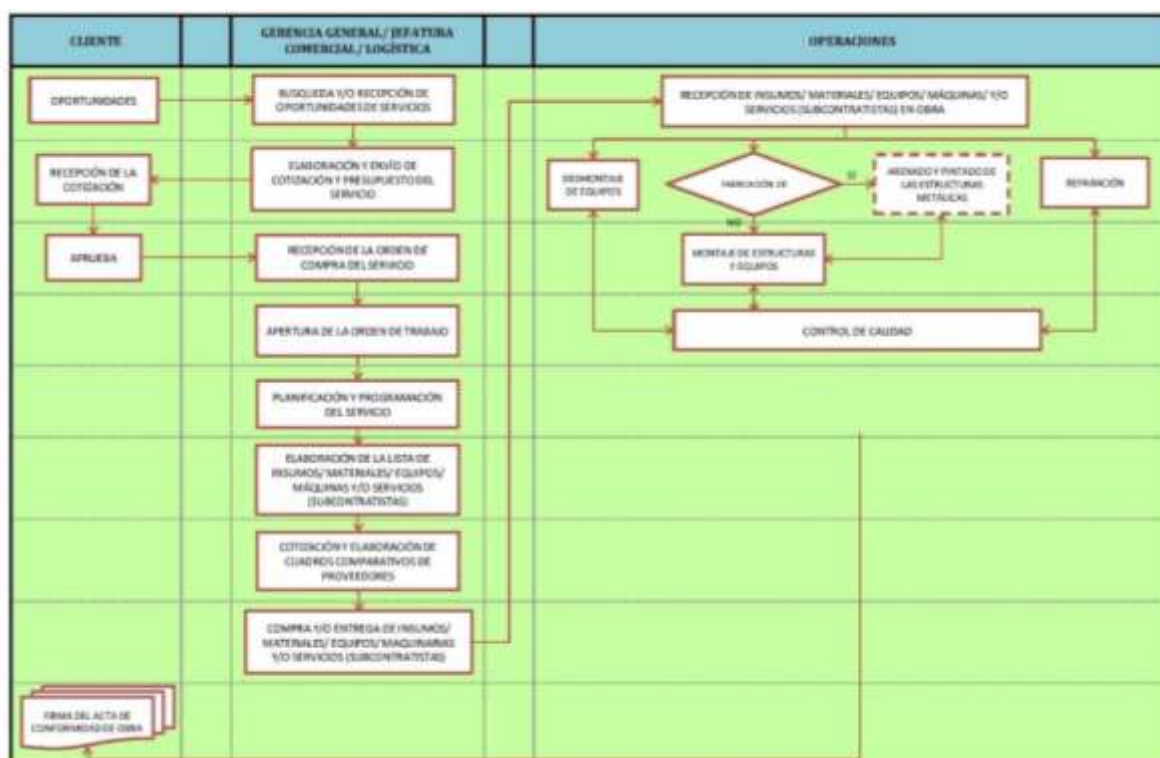 CLIENTE
GERENCIA GENERAL/ JEFATURA
COMERCIAL/ LOGÍSTICA
OPERACIONES
OPORTUNIDADES
BUSQUEDA Y/O RECEPCIÓN DE
OPORTUNIDADES DE SERVICIOS
RECEPCIÓN DE INSUMOS/ MATERIALES/ EQUIPOS/ MÁQUINAS/ Y/O
SERVICIOS (SUBCONTRATISTAS) EN OBRA
RECEPCIÓN DE LA
COTIZACIÓN
ELABORACIÓN Y ENVÍO DE
COTIZACIÓN Y PRESUPUESTO DEL
SERVICIO
DESMONTAJE
DE EQUIPOS
FABRICACIÓN DE
SI
ARENADO Y PINTADO DE
LAS ESTRUCTURAS
METÁLICAS
REPARACIÓN
NO
APRUEBA
RECEPCIÓN DE LA ORDEN DE
COMPRA DEL SERVICIO
MONTAJE DE ESTRUCTURAS
Y EQUIPOS
APERTURA DE LA ORDEN DE TRABAJO
CONTROL DE CALIDAD
PLANIFICACIÓN Y PROGRAMACIÓN
DEL SERVICIO
ELABORACIÓN DE LA LISTA DE
INSUMOS/ MATERIALES/ EQUIPOS/
MÁQUINAS Y/O SERVICIOS
(SUBCONTRATISTAS)
COTIZACIÓN Y ELABORACIÓN DE
CUADROS COMPARATIVOS DE
PROVEEDORES
COMPRA Y/O ENTREGA DE INSUMOS/
MATERIALES/ EQUIPOS/ MAQUINARIAS
Y/O SERVICIOS (SUBCONTRATISTAS)
FIRMA DEL ACTA DE
CONFORMIDAD DE OBRA